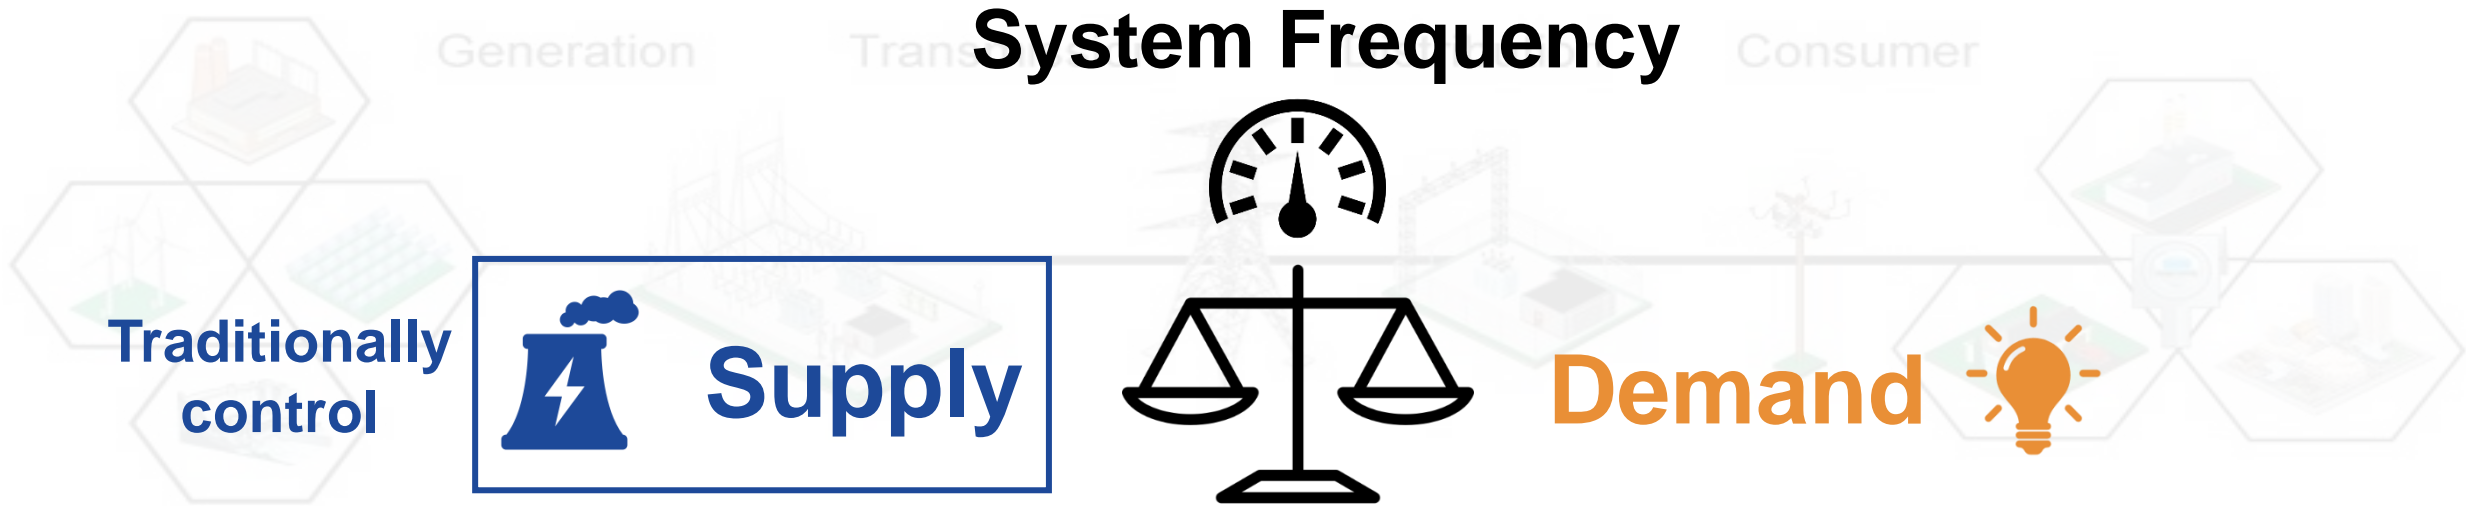 System Frequency
Generation
Consumer
Traditionally
control
Supply
Demand